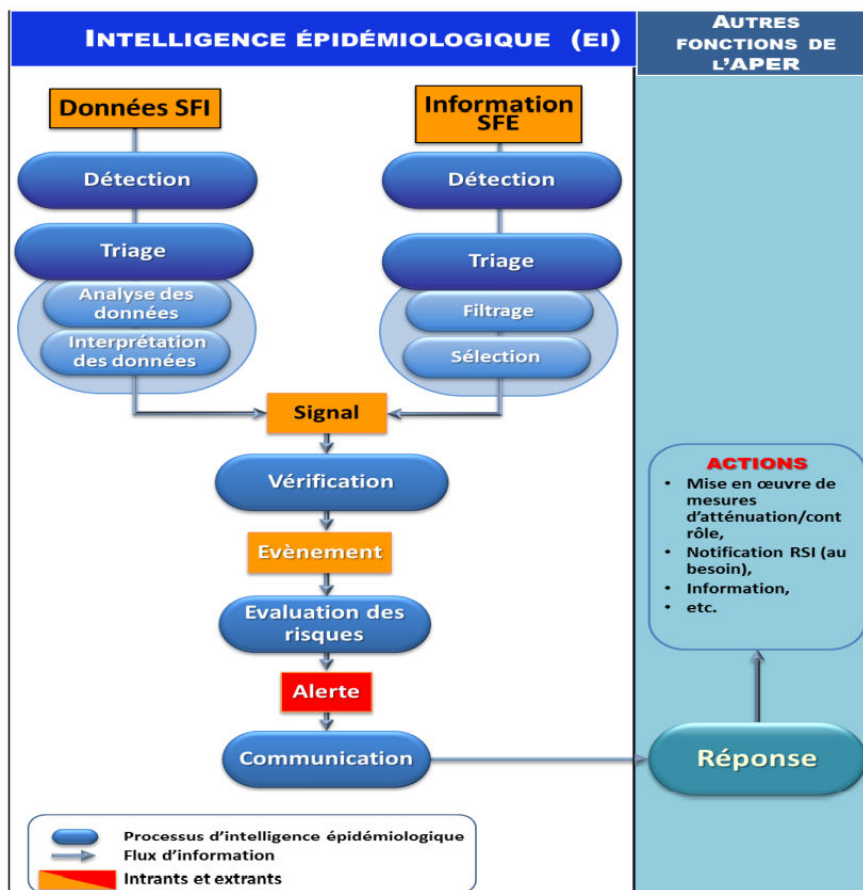 INTELLIGENCE ÉPIDÉMIOLOGIQUE (EI)
AUTRES
FONCTIONS DE
L'APER
Données SFI
Détection
Triage
Analyse des
données
Interprétation
des données
Information
SFE
Détection
Triage
Filtrage
Sélection
Signal
Vérification
Evènement
Evaluation des
risques
Alerte
Communication
Réponse
ACTIONS
• Mise en œuvre de
mesures
d'atténuation/cont
rôle,
• Notification RSI (au
besoin),
• Information,
• etc.
Processus d'intelligence épidémiologique
Flux d'information
Intrants et extrants